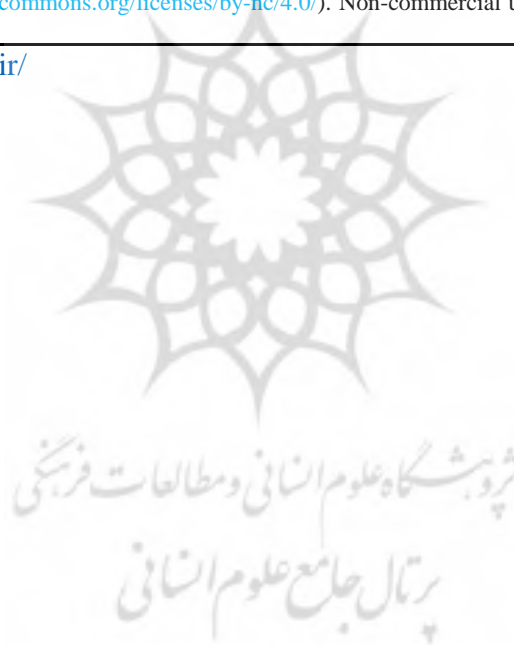 commons.org/licenses/by-nc/4.0/). Non-commercial u
ir/
پژوهشگاه علوم انسانی و مطالعات فرهنگی
پرتال جامع علوم انسانی